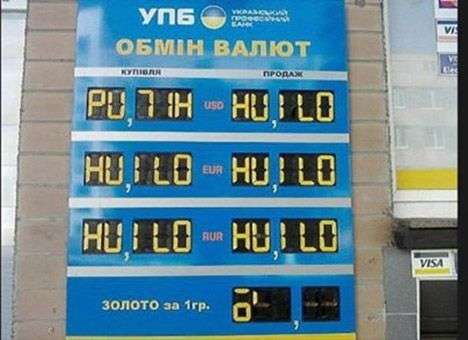 УПБ УКРАЇНСЬКИЙ ПРОФЕСІЙНИЙ БАНК
ОБМІН ВАЛЮТ
КУПІВЛЯ ПРОДАЖ
PU,71H USD HU,iLO
HU,iLO EUR HU,iLO
HU,iLO RUR HU,iLO
ЗОЛОТО за 1гр.
VISA
VISA